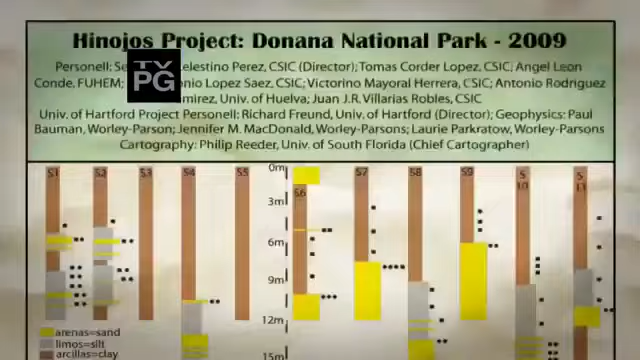 Hinojos Project: Donana National Park - 2009
Personell: Se elestino Perez, CSIC (Director); Tomas Corder Lopez, CSIC, Angel Leon
Conde, FUHEM; onio Lopez Saez, CSIC; Victorino Mayoral Herrera, CSIC; Antonio Rodriguez
mirez, Univ. of Huelva; Juan J.R. Villarias Robles, CSIC
TV
PG
Univ. of Hartford Project Personell: Richard Freund, Univ. of Hartford (Director); Geophysics: Paul
Bauman, Worley-Parson; Jennifer M. MacDonald, Worley-Parsons; Laurie Parkratow, Worley-Parsons
Cartography: Philip Reeder, Univ. of South Florida (Chief Cartographer)
S1 S2 S3 S4 S5 0m S6 S7 S8 S9 S 10 S 11
3m
6m
9m
12m
15m
arenas=sand
limos=silt
arcillas=clay